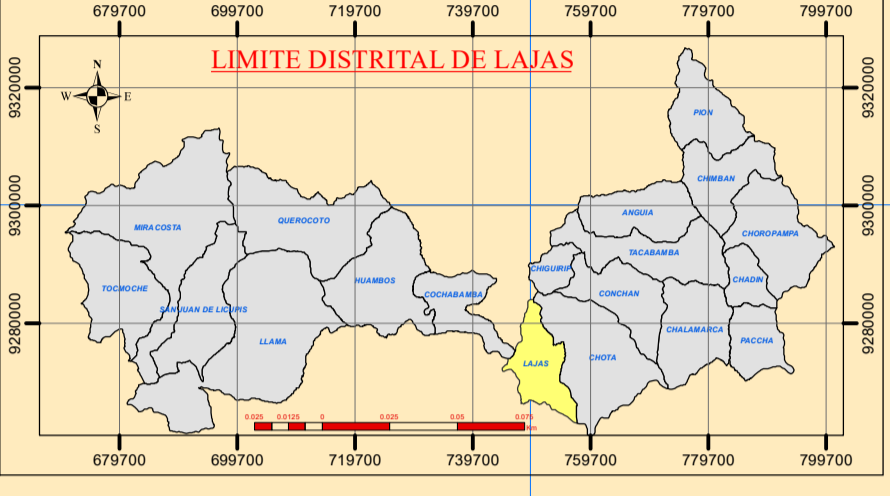 679700 699700 719700 739700 759700 779700 799700
LIMITE DISTRITAL DE LAJAS
N
W E
S
9320000 9320000
PION
CHIMBAN
9300000 9300000
ANGUIA
QUEROCOTO
MIRACOSTA
CHOROPAMPA
TACABAMBA
CHIGURIP
HUAMBOS
CHADIN
TOCMOCHE
CONCHAN
COCHABAMBA
SAN JUAN DE LICUPIS
9280000 9280000
CHALAMARCA
LLAMA
PACCHA
CHOTA
LAJAS
0.025 0.0125 0 0.025 0.05 0.075
Km
679700 699700 719700 739700 759700 779700 799700